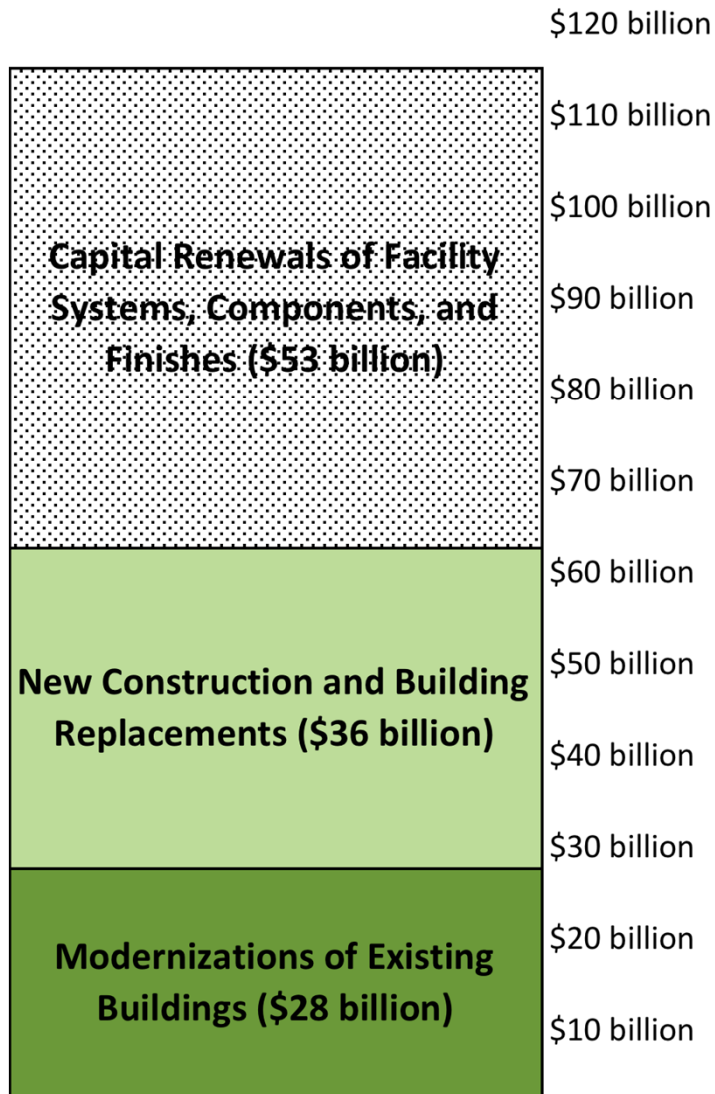 $120 billion
$110 billion
$100 billion
Capital Renewals of Facility
Systems, Components, and
Finishes ($53 billion)
$90 billion
$80 billion
$70 billion
$60 billion
New Construction and Building
Replacements ($36 billion)
$50 billion
$40 billion
$30 billion
Modernizations of Existing
Buildings ($28 billion)
$20 billion
$10 billion